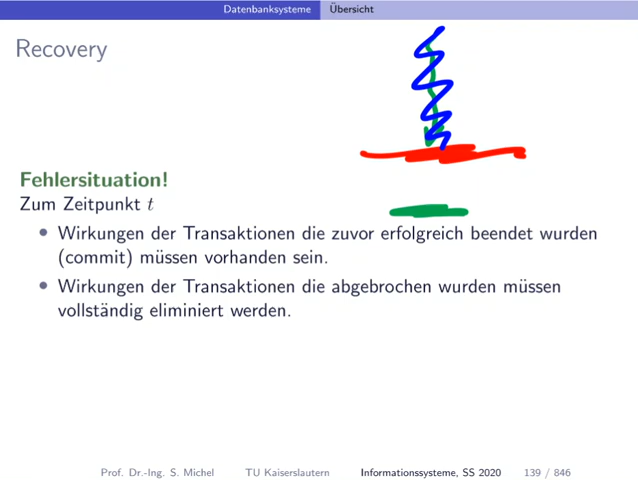 Datenbanksysteme Übersicht
Recovery
Fehlersituation!
Zum Zeitpunkt t
• Wirkungen der Transaktionen die zuvor erfolgreich beendet wurden
(commit) müssen vorhanden sein.
• Wirkungen der Transaktionen die abgebrochen wurden müssen
vollständig eliminiert werden.
Prof. Dr.-Ing. S. Michel TU Kaiserslautern Informationssysteme, SS 2020 139 / 846